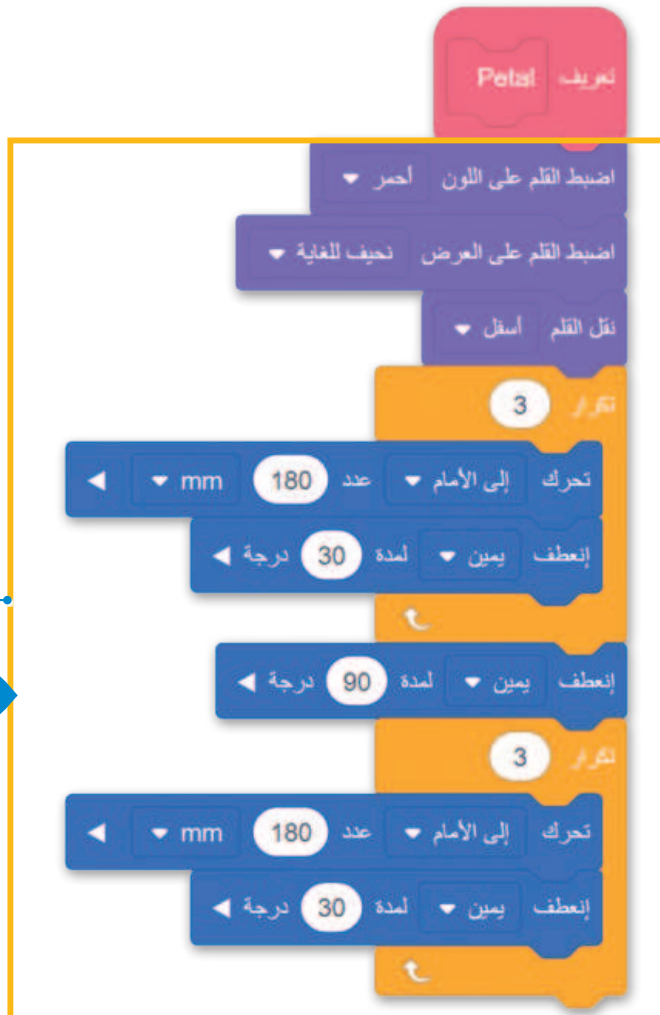 تعريف Petal
اضبط القلم على اللون أحمر
اضبط القلم على العرض نحيف للغاية
نقل القلم أسفل
تكرار 3
تحرك إلى الأمام عدد 180 mm
إنعطف يمين لمدة 30 درجة
إنعطف يمين لمدة 90 درجة
تكرار 3
تحرك إلى الأمام عدد 180 mm
إنعطف يمين لمدة 30 درجة